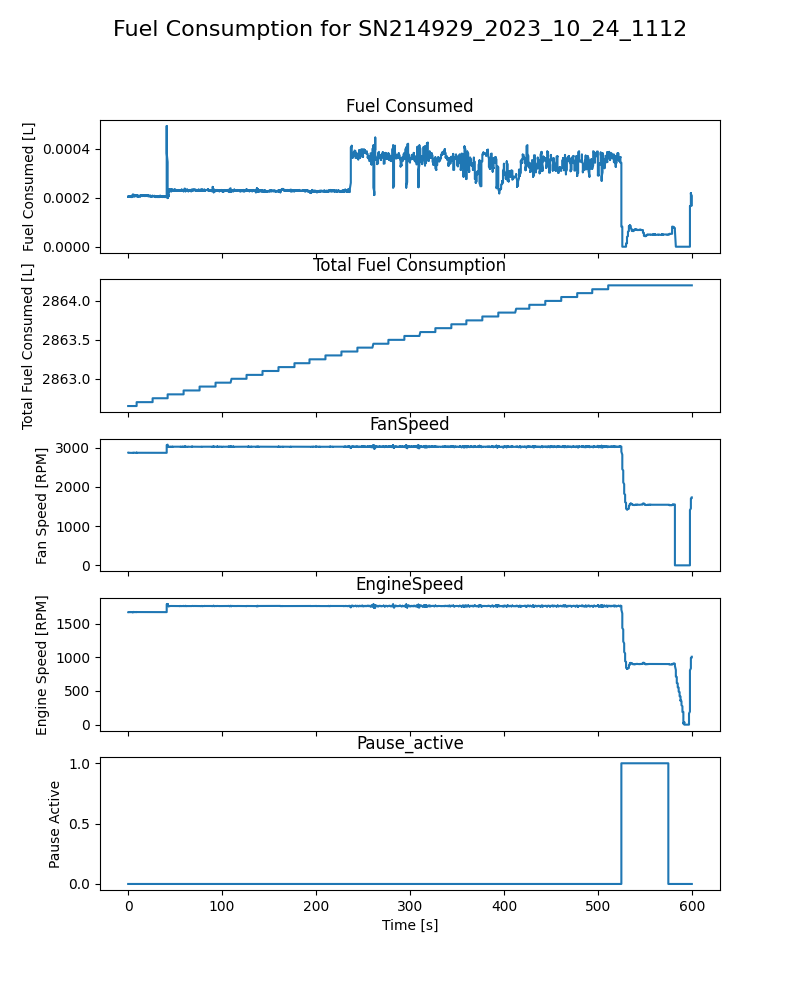 Fuel Consumption for SN214929_2023_10_24_1112
Fuel Consumed
Fuel Consumed [L]
0.0004
0.0002
0.0000
Total Fuel Consumption
Total Fuel Consumed [L]
2864.0
2863.5
2863.0
FanSpeed
Fan Speed [RPM]
3000
2000
1000
0
EngineSpeed
Engine Speed [RPM]
1500
1000
500
0
Pause_active
Pause Active
1.0
0.5
0.0
0 100 200 300 400 500 600
Time [s]